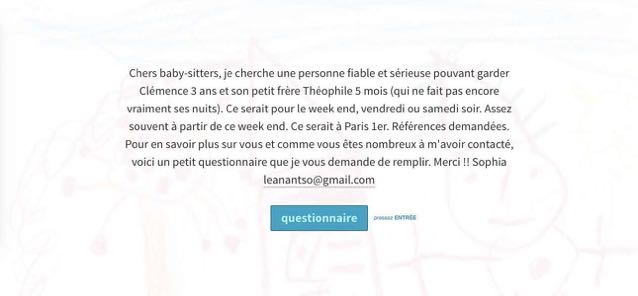 Chers baby-sitters, je cherche une personne fiable et sérieuse pouvant garder
Clémence 3 ans et son petit frère Théophile 5 mois (qui ne fait pas encore
vraiment ses nuits). Ce serait pour le week end, vendredi ou samedi soir. Assez
souvent à partir de ce week end. Ce serait à Paris 1er. Références demandées.
Pour en savoir plus sur vous et comme vous êtes nombreux à m'avoir contacté,
voici un petit questionnaire que je vous demande de remplir. Merci !! Sophia
leanantso@gmail.com
questionnaire pressez ENTRÉE